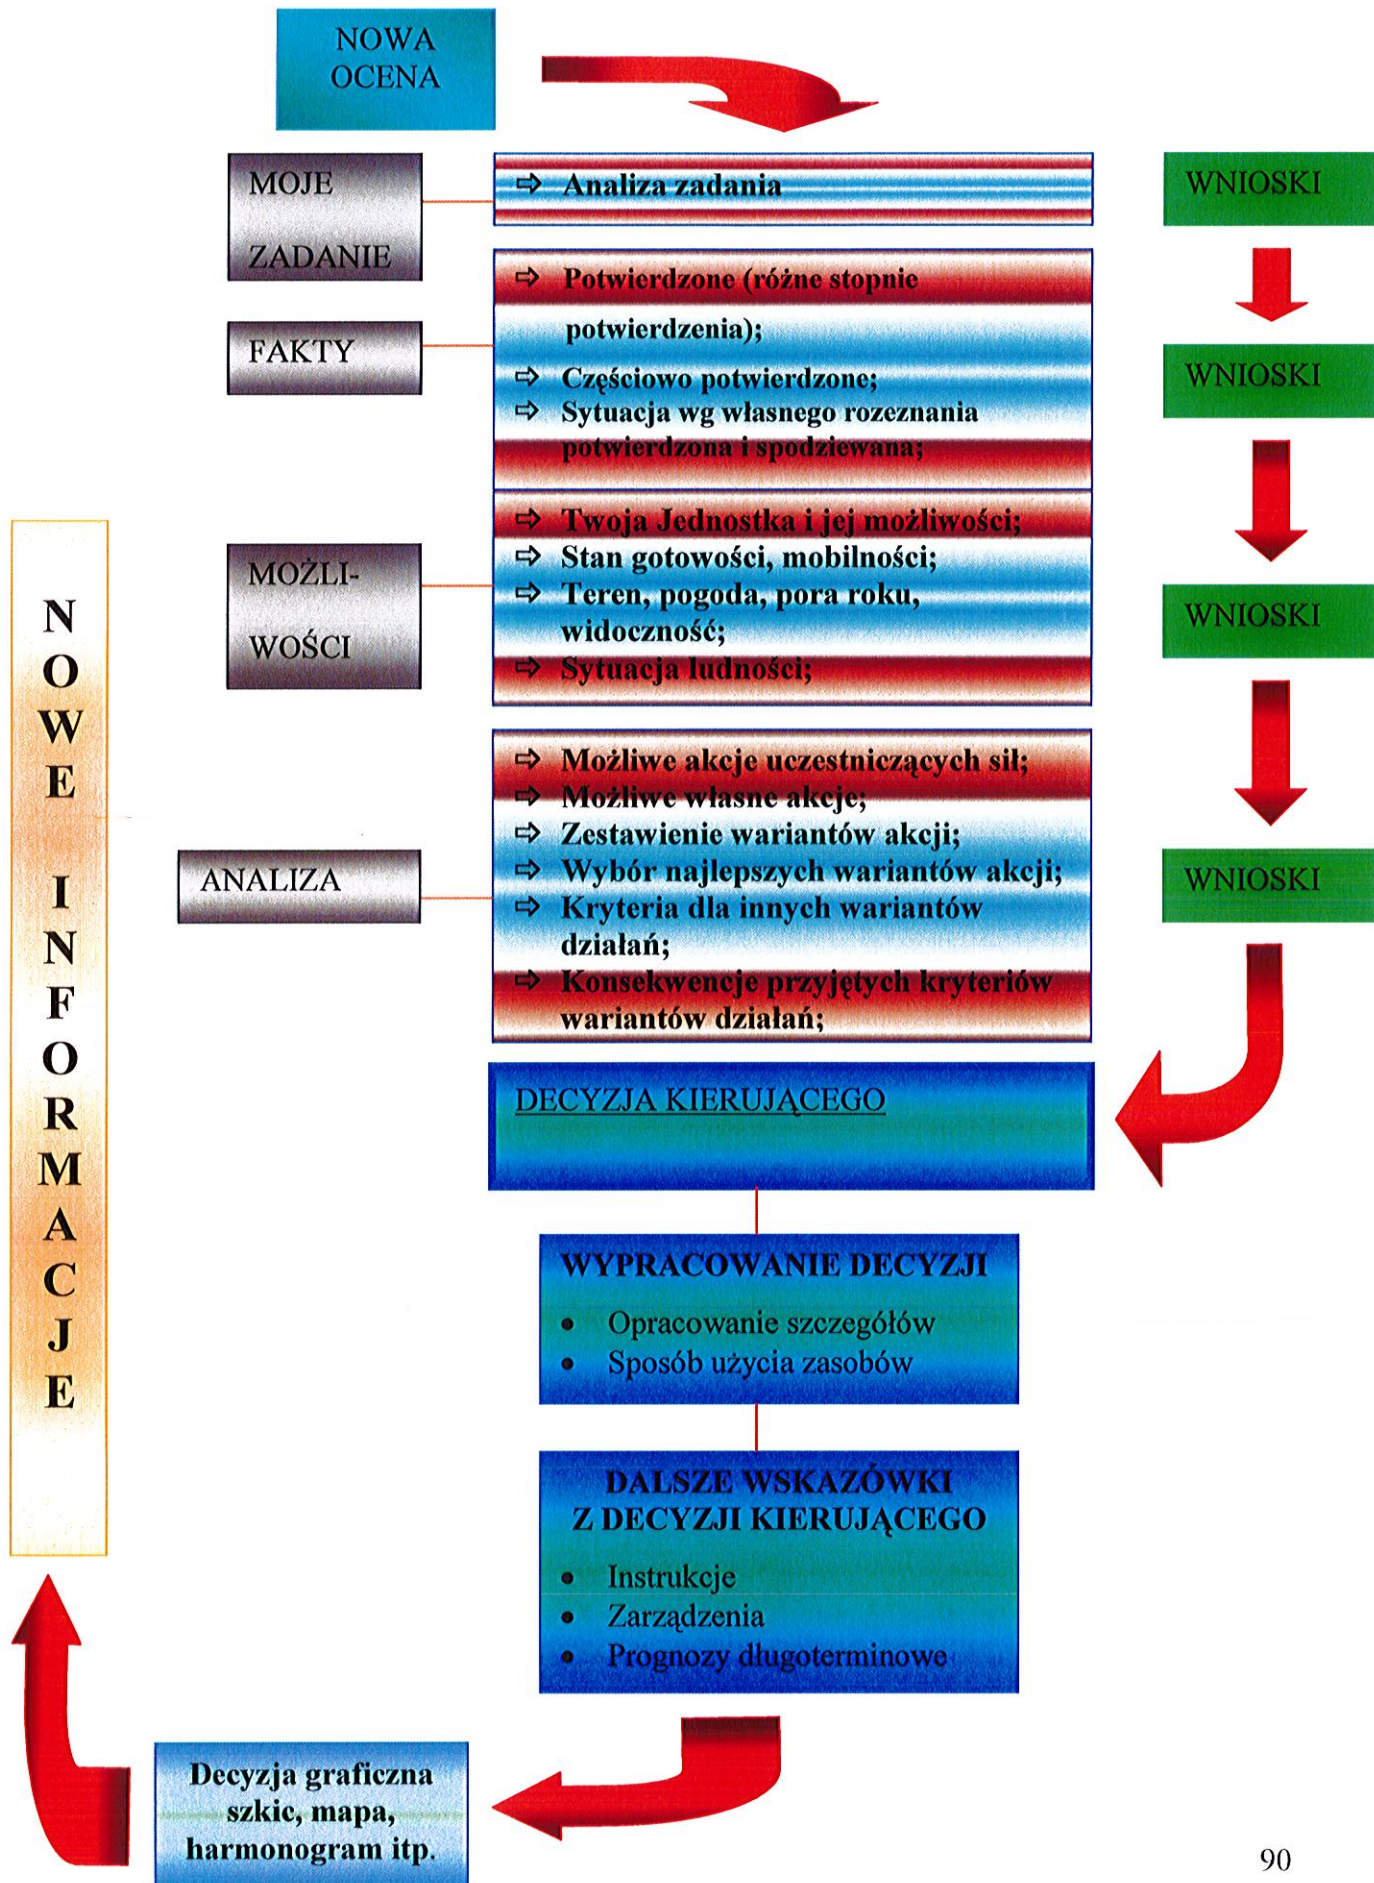 NOWA
OCENA
MOJE
ZADANIE
⇨ Analiza zadania
WNIOSKI
FAKTY
⇨ Potwierdzone (różne stopnie
potwierdzenia);
⇨ Częściowo potwierdzone;
⇨ Sytuacja wg własnego rozeznania
potwierdzona i spodziewana;
WNIOSKI
MOŻLI-
WOŚCI
⇨ Twoja Jednostka i jej możliwości;
⇨ Stan gotowości, mobilności;
⇨ Teren, pogoda, pora roku,
widoczność;
⇨ Sytuacja ludności;
WNIOSKI
ANALIZA
⇨ Możliwe akcje uczestniczących sił;
⇨ Możliwe własne akcje;
⇨ Zestawienie wariantów akcji;
⇨ Wybór najlepszych wariantów akcji;
⇨ Kryteria dla innych wariantów
działań;
⇨ Konsekwencje przyjętych kryteriów
wariantów działań;
WNIOSKI
DECYZJA KIERUJĄCEGO
WYPRACOWANIE DECYZJI
• Opracowanie szczegółów
• Sposób użycia zasobów
DALSZE WSKAZÓWKI
Z DECYZJI KIERUJĄCEGO
• Instrukcje
• Zarządzenia
• Prognozy długoterminowe
Decyzja graficzna
szkic, mapa,
harmonogram itp.
NOWE INFORMACJE
90